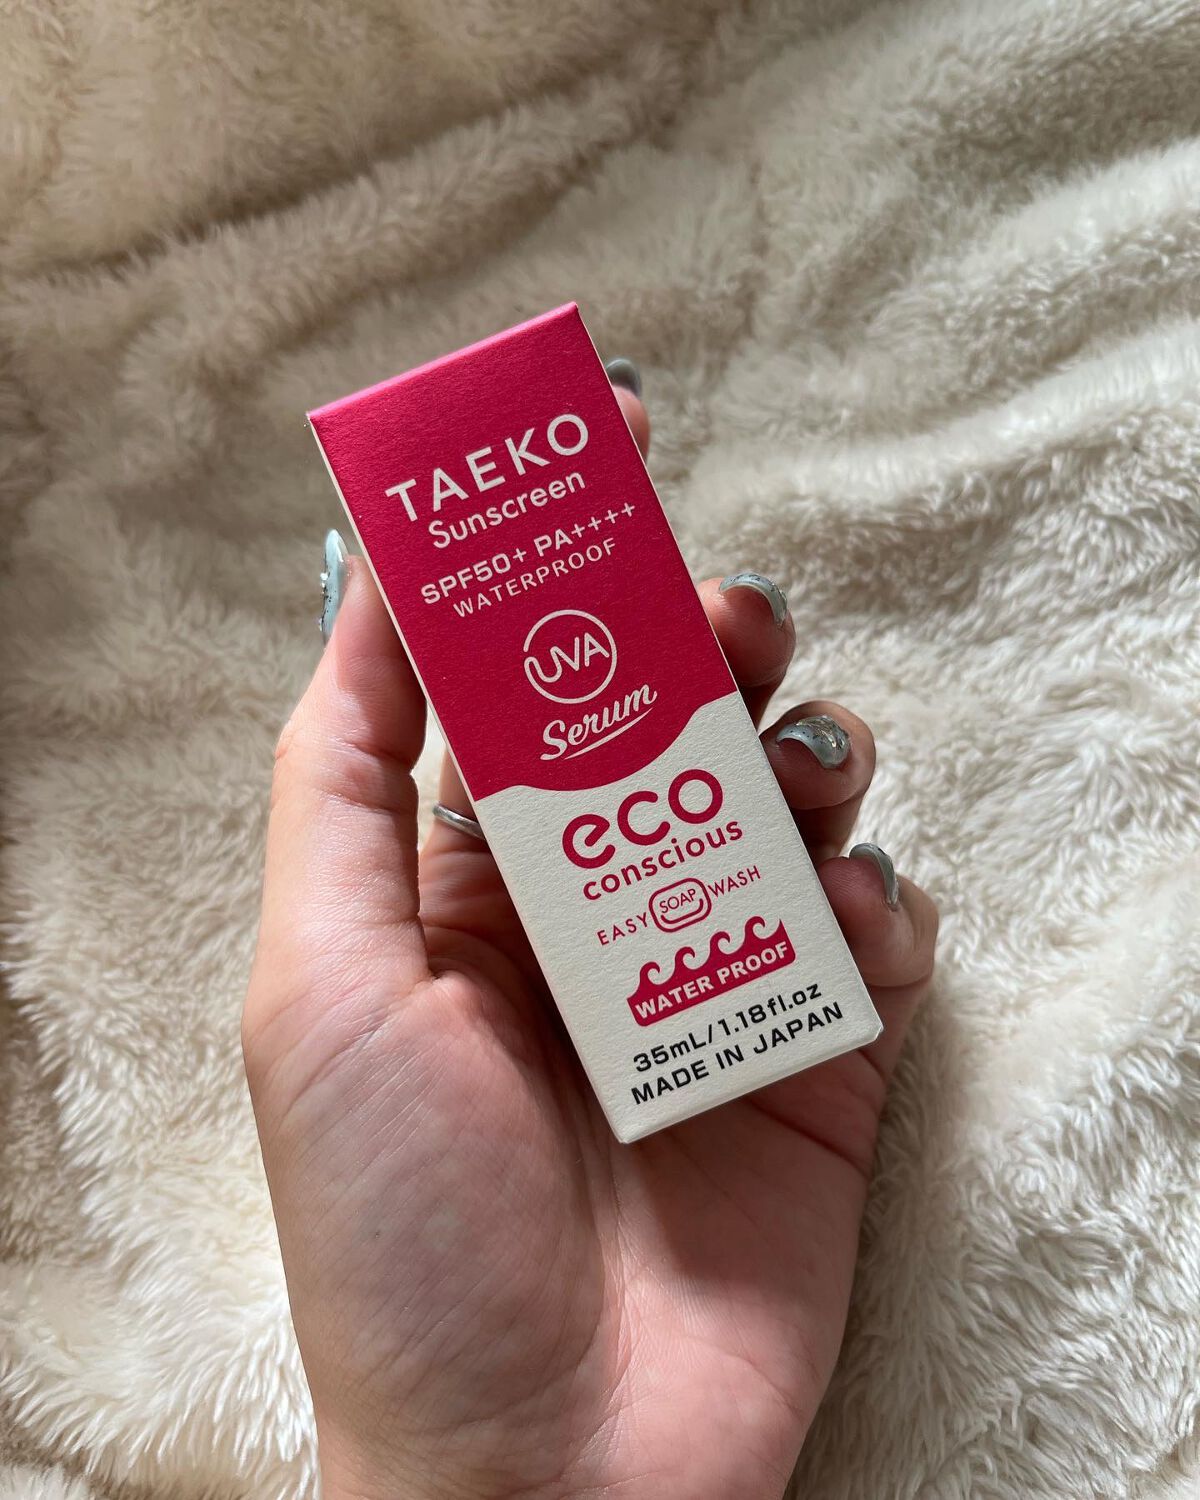 TAEKO
Sunscreen
SPF50+ PA++++
WATERPROOF
UVA
Serum
eco
conscious
EASY SOAP WASH
WATER PROOF
35mL/1.18fl.oz
MADE IN JAPAN